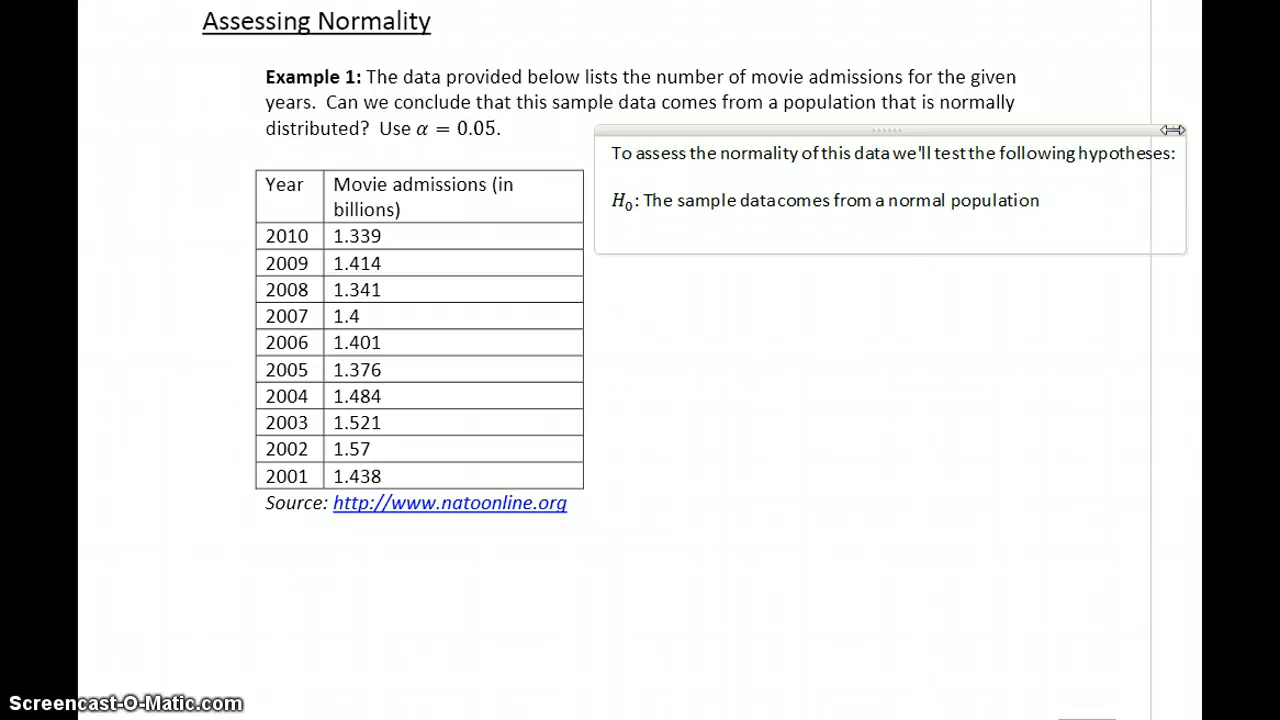 Assessing Normality
Example 1: The data provided below lists the number of movie admissions for the given
years. Can we conclude that this sample data comes from a population that is normally
distributed? Use α = 0.05.
To assess the normality of this data we'll test the following hypotheses:
H₀: The sample data comes from a normal population
Year Movie admissions (in
billions)
2010 1.339
2009 1.414
2008 1.341
2007 1.4
2006 1.401
2005 1.376
2004 1.484
2003 1.521
2002 1.57
2001 1.438
Source: http://www.natoonline.org
Screencast-O-Matic.com